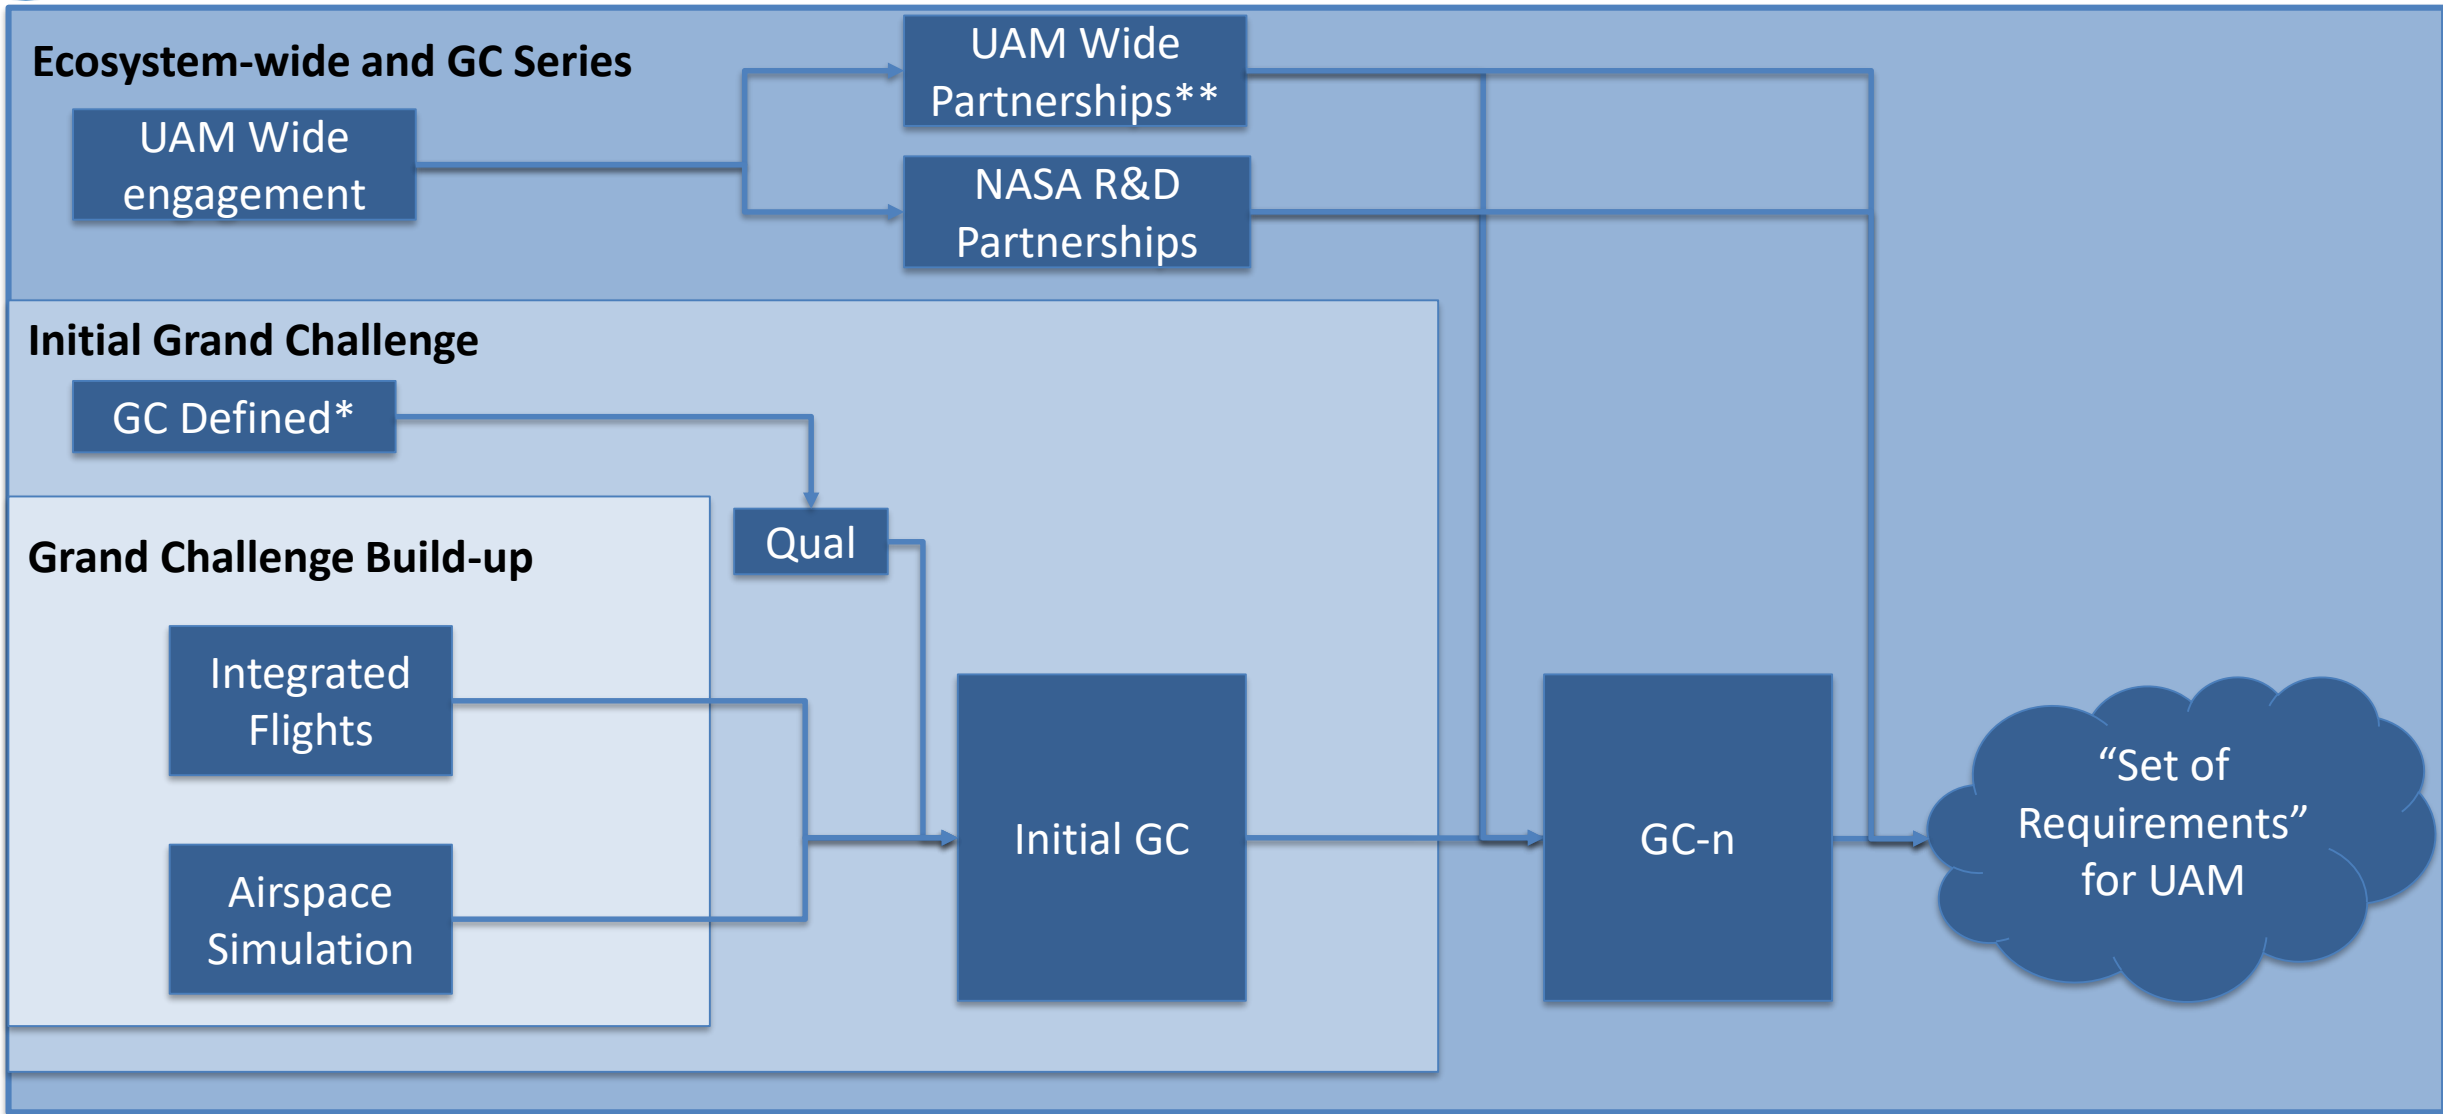 Ecosystem-wide and GC Series
UAM Wide
engagement
UAM Wide
Partnerships**
NASA R&D
Partnerships
Initial Grand Challenge
GC Defined*
Qual
Grand Challenge Build-up
Integrated
Flights
Airspace
Simulation
Initial GC
GC-n
“Set of
Requirements”
for UAM